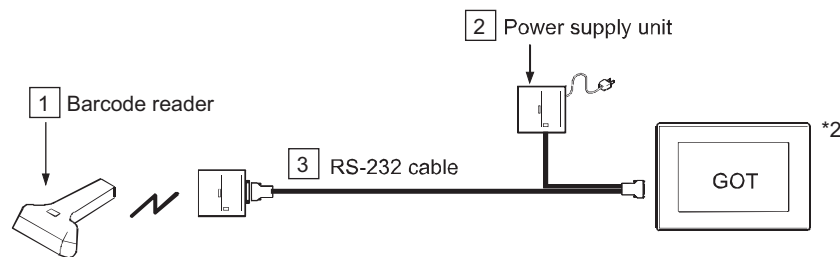 2 Power supply unit
1 Barcode reader
*2
3 RS-232 cable
GOT